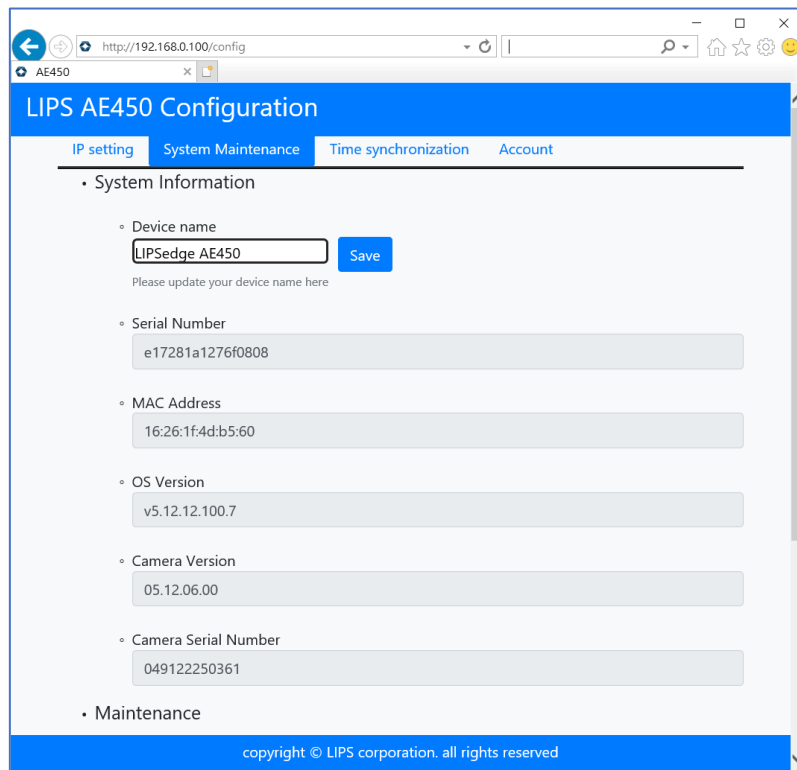 http://192.168.0.100/config
AE450
LIPS AE450 Configuration
IP setting System Maintenance Time synchronization Account
• System Information
◦ Device name
LIPSedge AE450 Save
Please update your device name here
◦ Serial Number
e17281a1276f0808
◦ MAC Address
16:26:1f:4d:b5:60
◦ OS Version
v5.12.12.100.7
◦ Camera Version
05.12.06.00
◦ Camera Serial Number
049122250361
• Maintenance
copyright © LIPS corporation. all rights reserved